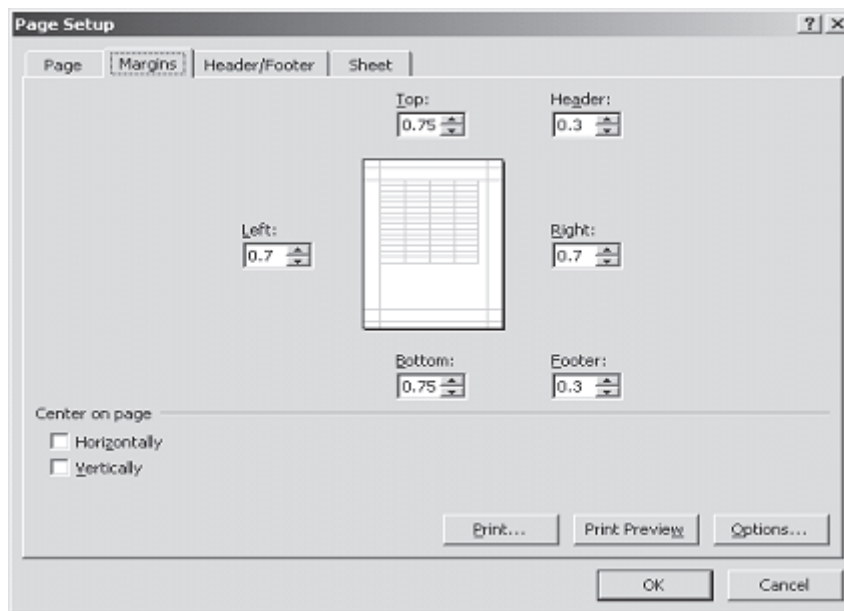 Page Setup
Page Margins Header/Footer Sheet
Top: Header:
0.75 0.3
Left: Right:
0.7 0.7
Bottom: Footer:
0.75 0.3
Center on page
Horizontally
Vertically
Print... Print Preview Options...
OK Cancel